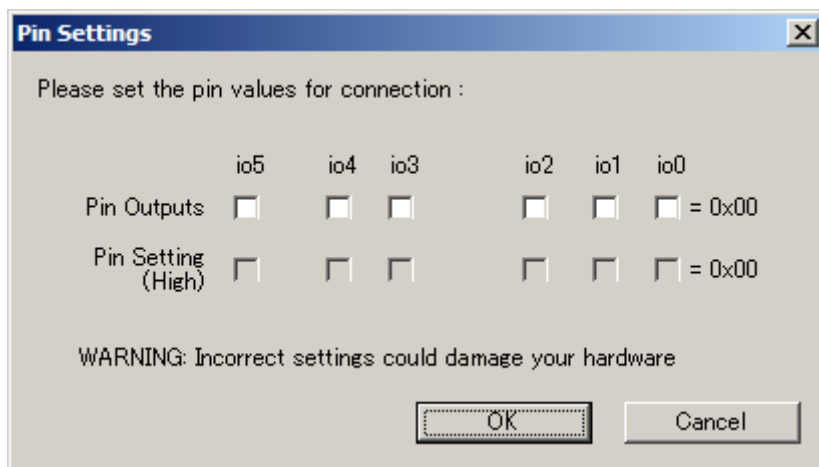 Pin Settings
Please set the pin values for connection :
io5 io4 io3 io2 io1 io0
Pin Outputs = 0x00
Pin Setting
(High) = 0x00
WARNING: Incorrect settings could damage your hardware
OK Cancel